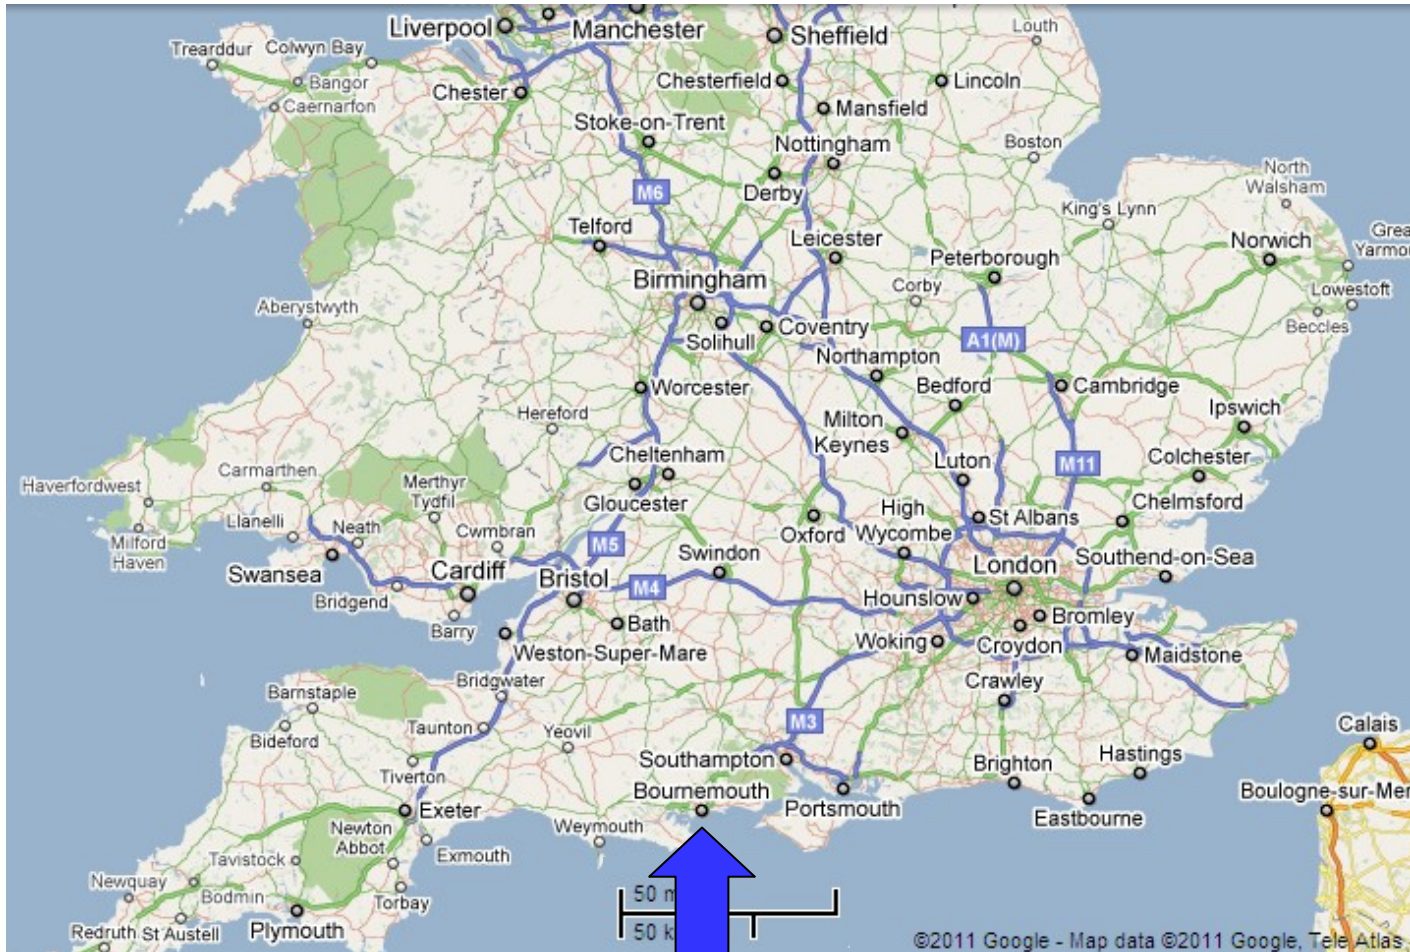 Liverpool
Manchester
Sheffield
Louth
Trearddur
Colwyn Bay
Bangor
Caernarfon
Chester
Chesterfield
Lincoln
Mansfield
Stoke-on-Trent
Nottingham
Boston
Derby
M6
North
Walsham
King's Lynn
Telford
Leicester
Norwich
Yarmou
Peterborough
Birmingham
Corby
Lowestoft
Aberystwyth
Beccles
Solihull
Coventry
A1(M)
Northampton
Worcester
Bedford
Cambridge
Hereford
Ipswich
Milton
Keynes
Cheltenham
Luton
M11
Colchester
Carmarthen
Haverfordwest
Merthyr
Tydfil
Gloucester
Chelmsford
Llanelli
Neath
Cwmbran
High
Wycombe
St Albans
Oxford
Milford
Haven
M5
Swindon
Southend-on-Sea
Swansea
Cardiff
Bristol
M4
London
Bridgend
Hounslow
Barry
Bath
Bromley
Weston-Super-Mare
Woking
Croydon
Maidstone
Bridgwater
Crawley
Barnstaple
Bideford
Taunton
Yeovil
M3
Calais
Tiverton
Southampton
Brighton
Hastings
Bournemouth
Portsmouth
Boulogne-sur-Mer
Exeter
Eastbourne
Weymouth
Newton
Abbot
Exmouth
Tavistock
Newquay
Bodmin
Torbay
50
Plymouth
Redruth
St Austell
50
©2011 Google - Map data ©2011 Google, Tele Atlas